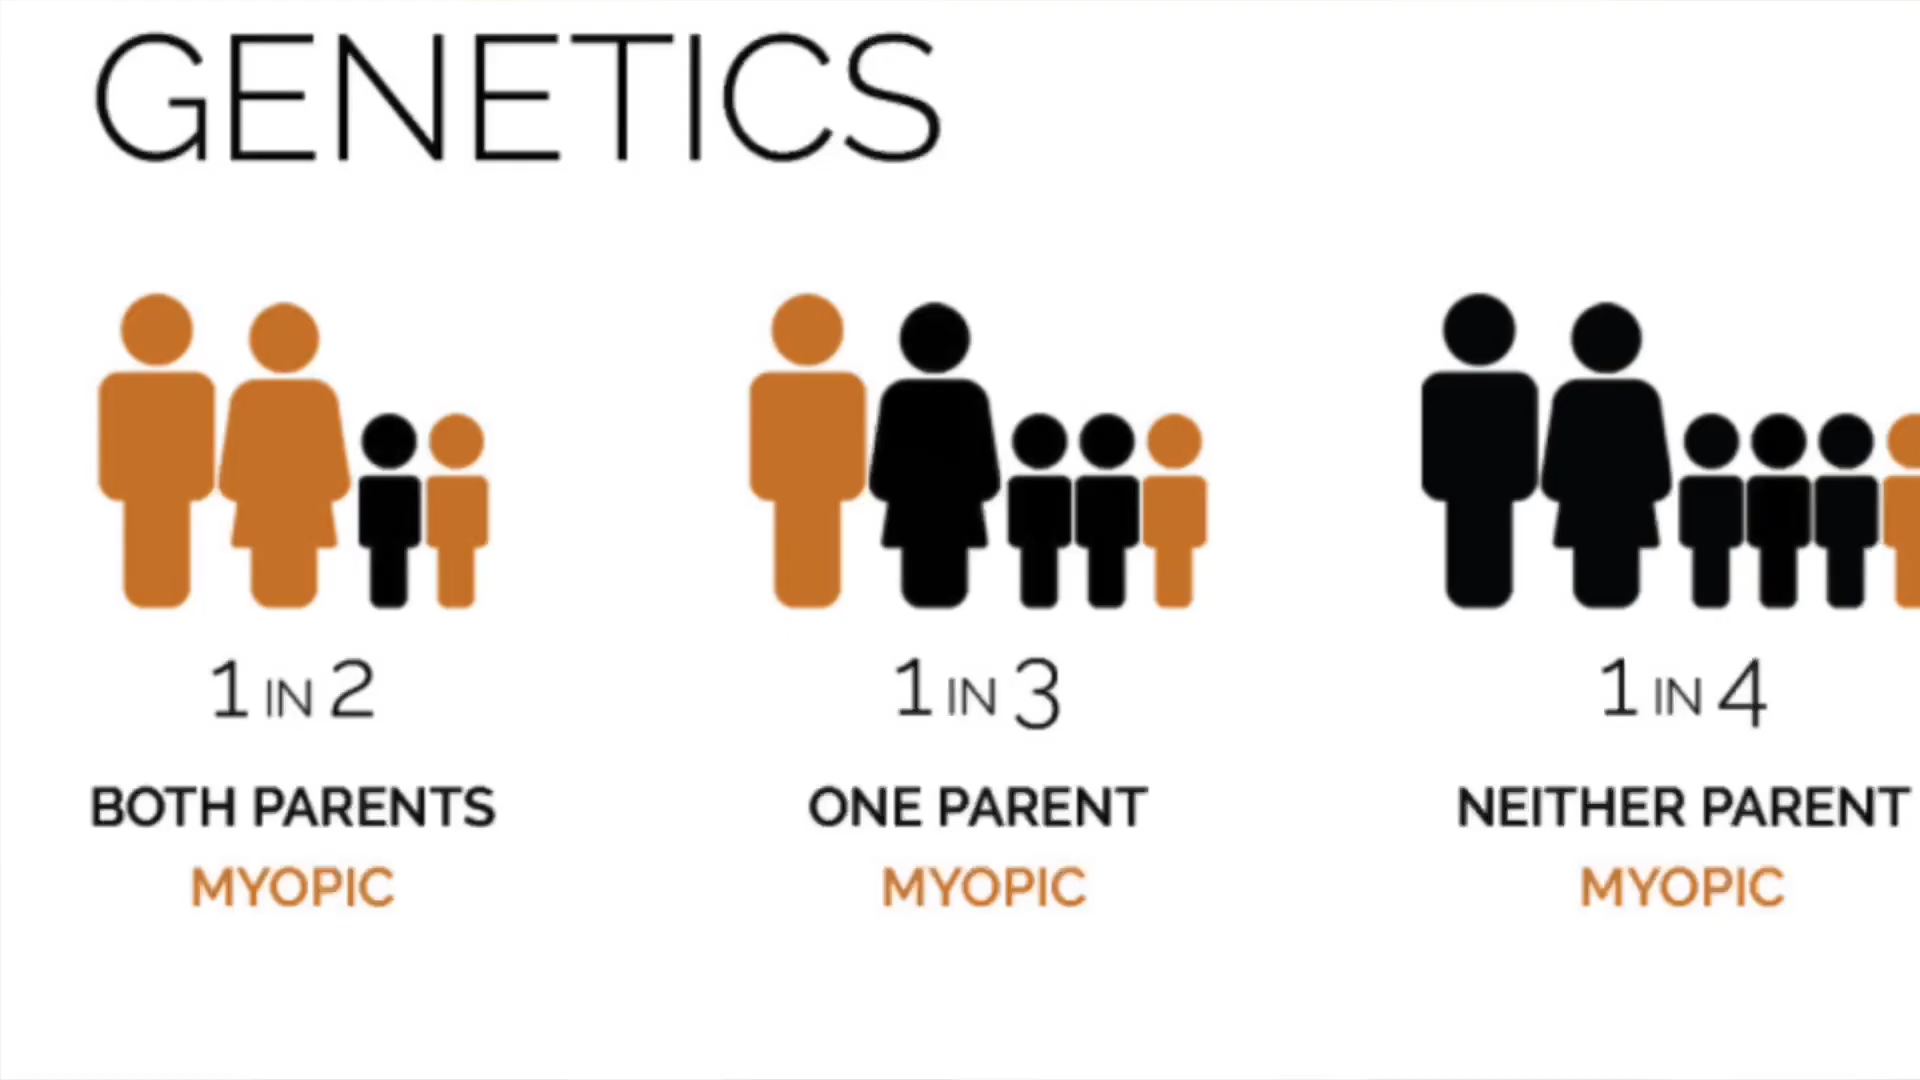 GENETICS
1 IN 2
BOTH PARENTS
MYOPIC
1 IN 3
ONE PARENT
MYOPIC
1 IN 4
NEITHER PARENT
MYOPIC